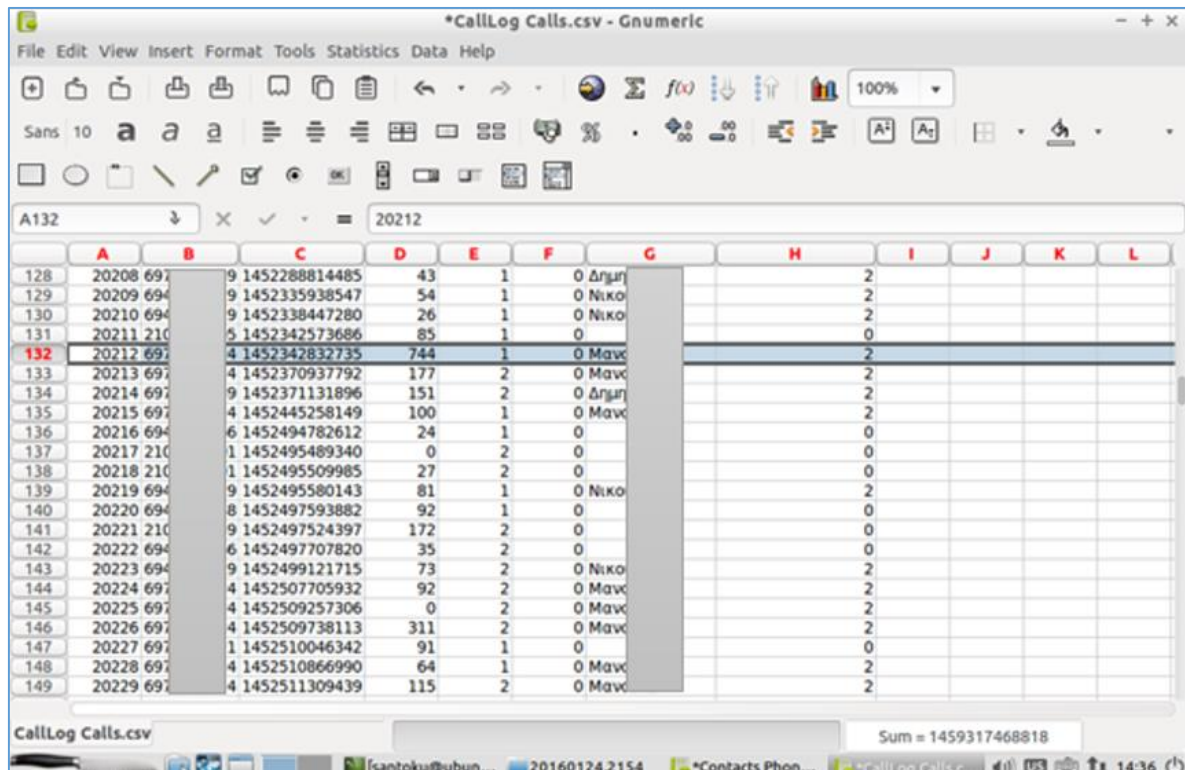 *CallLog Calls.csv - Gnumeric
File Edit View Insert Format Tools Statistics Data Help
100%
Sans 10 a a a
A132 = 20212
A B C D E F G H I J K L
128 20208 697 9 1452288814485 43 1 0 Δημη 2
129 20209 694 9 1452335938547 54 1 0 Νικο 2
130 20210 694 9 1452338447280 26 1 0 Νικο 2
131 20211 210 5 1452342573686 85 1 0 0
132 20212 697 4 1452342832735 744 1 0 Μανο 2
133 20213 697 4 1452370937792 177 2 0 Μανο 2
134 20214 697 9 1452371131896 151 2 0 Δημη 2
135 20215 697 4 1452445258149 100 1 0 Μανο 2
136 20216 694 6 1452494782612 24 1 0 0
137 20217 210 1 1452495489340 0 2 0 0
138 20218 210 1 1452495509985 27 2 0 0
139 20219 694 9 1452495580143 81 1 0 Νικο 2
140 20220 694 8 1452497593882 92 1 0 0
141 20221 210 9 1452497524397 172 2 0 0
142 20222 694 6 1452497707820 35 2 0 0
143 20223 694 9 1452499121715 73 2 0 Νικο 2
144 20224 697 4 1452507705932 92 2 0 Μανο 2
145 20225 697 4 1452509257306 0 2 0 Μανο 2
146 20226 697 4 1452509738113 311 2 0 Μανο 2
147 20227 697 1 1452510046342 91 1 0 0
148 20228 697 4 1452510866990 64 1 0 Μανο 2
149 20229 697 4 1452511309439 115 2 0 Μανο 2
CallLog Calls.csv Sum = 1459317468818
[santoku@ubun... 20160124 2154 *Contacts Phon... *CallLog Calls.c... 14:36